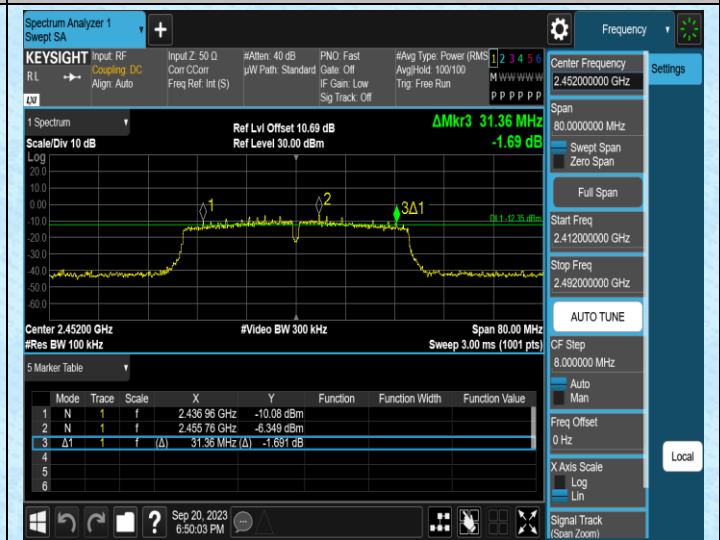 Spectrum Analyzer 1
Swept SA
+
Frequency
KEYSIGHT
RL
LXI
Input: RF
Coupling: DC
Align: Auto
Input Z: 50 Ω
Corr CCorr
Freq Ref: Int (S)
#Atten: 40 dB
µW Path: Standard
PNO: Fast
Gate: Off
IF Gain: Low
Sig Track: Off
#Avg Type: Power (RMS
Avg|Hold: 100/100
Trig: Free Run
1 2 3 4 5 6
M W W W W W
P P P P P P
Center Frequency
2.452000000 GHz
Settings
1 Spectrum
Scale/Div 10 dB
Ref Lvl Offset 10.69 dB
Ref Level 30.00 dBm
ΔMkr3 31.36 MHz
-1.69 dB
Log
20.0
10.0
0.00
-10.0
-20.0
-30.0
-40.0
-50.0
-60.0
1
2
3Δ1
DL1 -12.35 dBm
Center 2.45200 GHz
#Video BW 300 kHz
Span 80.00 MHz
#Res BW 100 kHz
Sweep 3.00 ms (1001 pts)
Span
80.0000000 MHz
Swept Span
Zero Span
Full Span
Start Freq
2.412000000 GHz
Stop Freq
2.492000000 GHz
AUTO TUNE
CF Step
8.000000 MHz
Auto
Man
Freq Offset
0 Hz
X Axis Scale
Log
Lin
Signal Track
(Span Zoom)
Local
5 Marker Table
Mode Trace Scale X Y Function Function Width Function Value
1 N 1 f 2.436 96 GHz -10.08 dBm
2 N 1 f 2.455 76 GHz -6.349 dBm
3 Δ1 1 f (Δ) 31.36 MHz (Δ) -1.691 dB
4
5
6
?
Sep 20, 2023
6:50:03 PM